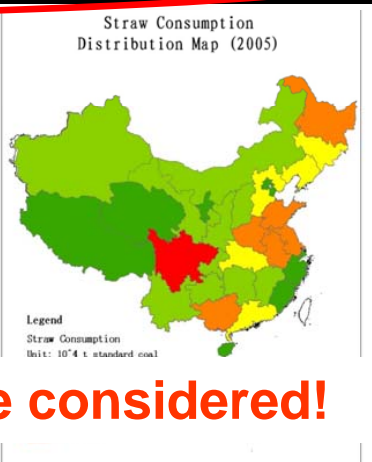 Straw Consumption
Distribution Map (2005)
Legend
Straw Consumption
Unit: 10^4 t standard coal
e considered!